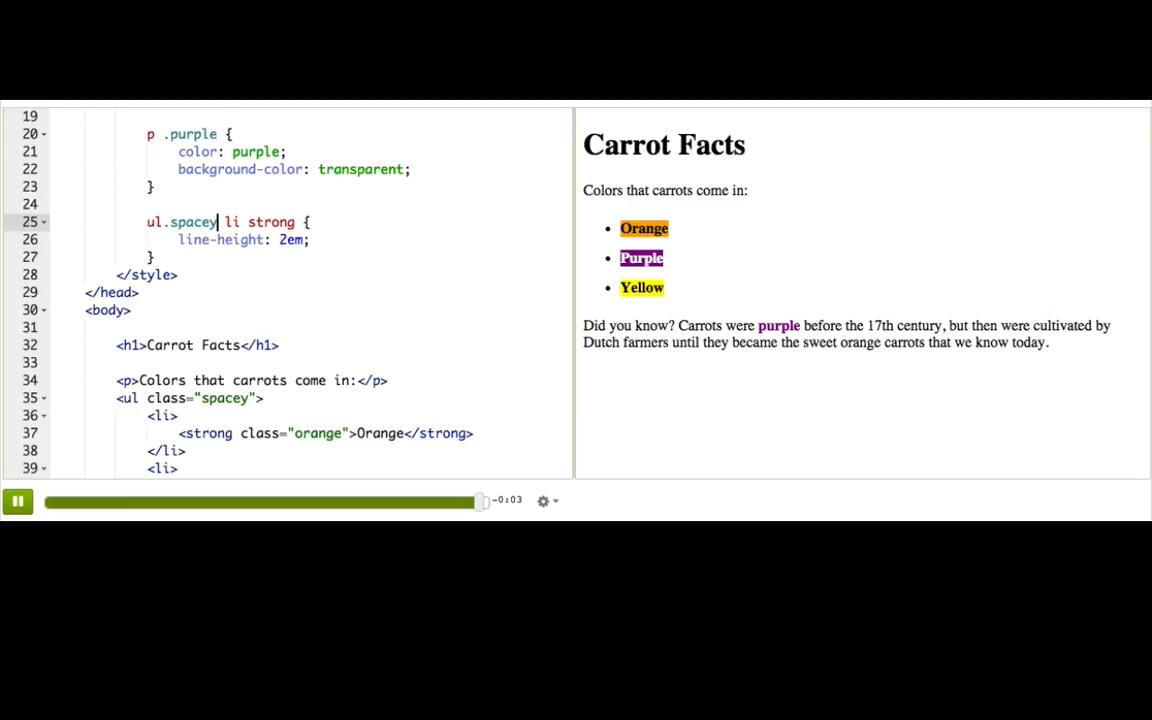 19
20 p .purple {
21 color: purple;
22 background-color: transparent;
23 }
24
25 ul.spacey li strong {
26 line-height: 2em;
27 }
28 </style>
29 </head>
30 <body>
31
32 <h1>Carrot Facts</h1>
33
34 <p>Colors that carrots come in:</p>
35 <ul class="spacey">
36 <li>
37 <strong class="orange">Orange</strong>
38 </li>
39 <li>
Carrot Facts
Colors that carrots come in:
Orange
Purple
Yellow
Did you know? Carrots were purple before the 17th century, but then were cultivated by
Dutch farmers until they became the sweet orange carrots that we know today.
-0:03